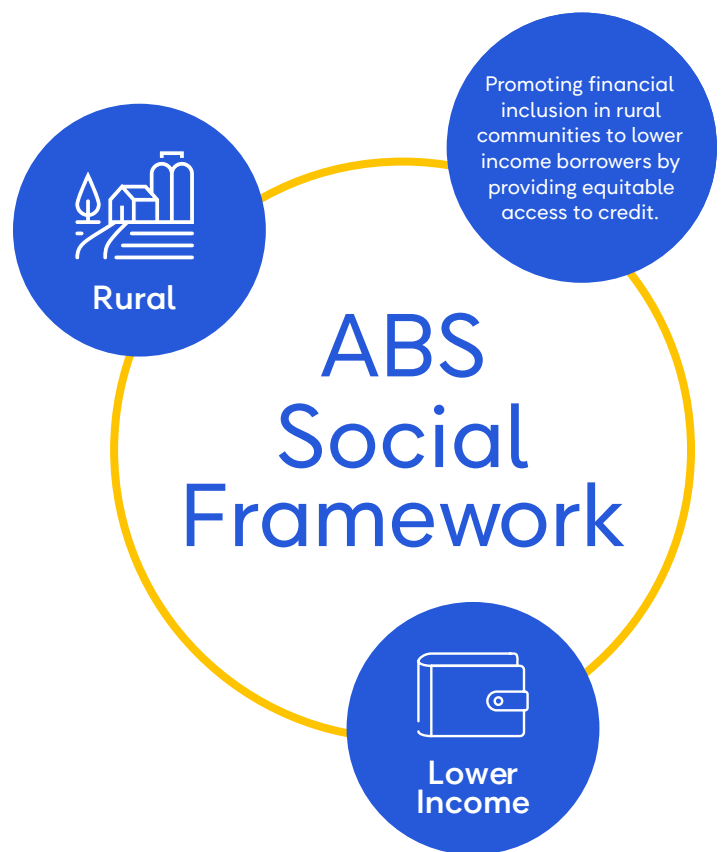 Promoting financial
inclusion in rural
communities to lower
income borrowers by
providing equitable
access to credit.
Rural
ABS
Social
Framework
Lower
Income